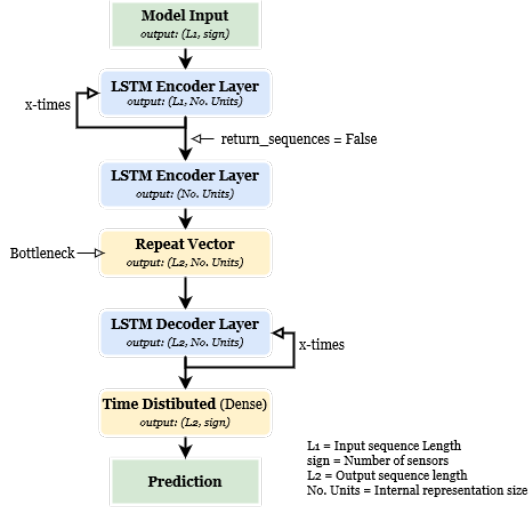 Model Input
output: (L1, sign)
LSTM Encoder Layer
output: (L1, No. Units)
x-times
return_sequences = False
LSTM Encoder Layer
output: (No. Units)
Repeat Vector
output: (L2, No. Units)
Bottleneck
LSTM Decoder Layer
output: (L2, No. Units)
x-times
Time Distibuted (Dense)
output: (L2, sign)
Prediction
L1 = Input sequence Length
sign = Number of sensors
L2 = Output sequence length
No. Units = Internal representation size